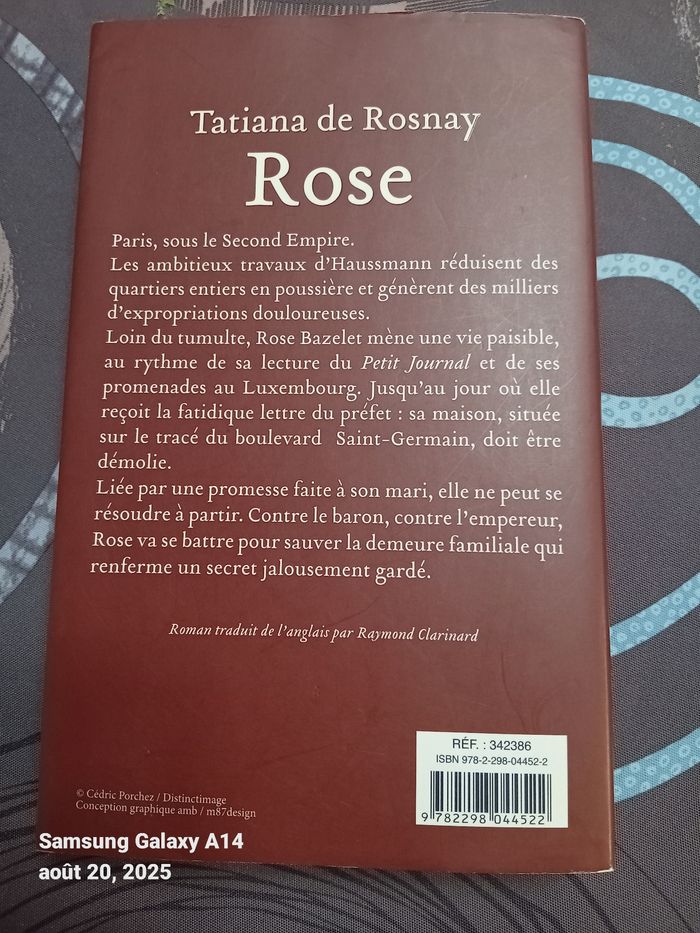 Tatiana de Rosnay
Rose
Paris, sous le Second Empire.
Les ambitieux travaux d'Haussmann réduisent des
quartiers entiers en poussière et génèrent des milliers
d'expropriations douloureuses.
Loin du tumulte, Rose Bazelet mène une vie paisible,
au rythme de sa lecture du Petit Journal et de ses
promenades au Luxembourg. Jusqu'au jour où elle
reçoit la fatidique lettre du préfet : sa maison, située
sur le tracé du boulevard Saint-Germain, doit être
démolie.
Liée par une promesse faite à son mari, elle ne peut se
résoudre à partir. Contre le baron, contre l'empereur,
Rose va se battre pour sauver la demeure familiale qui
renferme un secret jalousement gardé.
Roman traduit de l'anglais par Raymond Clarinard
RÉF. : 342386
ISBN 978-2-298-04452-2
9 782298 044522
© Cédric Porchez / Distinctimage
Conception graphique amb / m87design
Samsung Galaxy A14
août 20, 2025